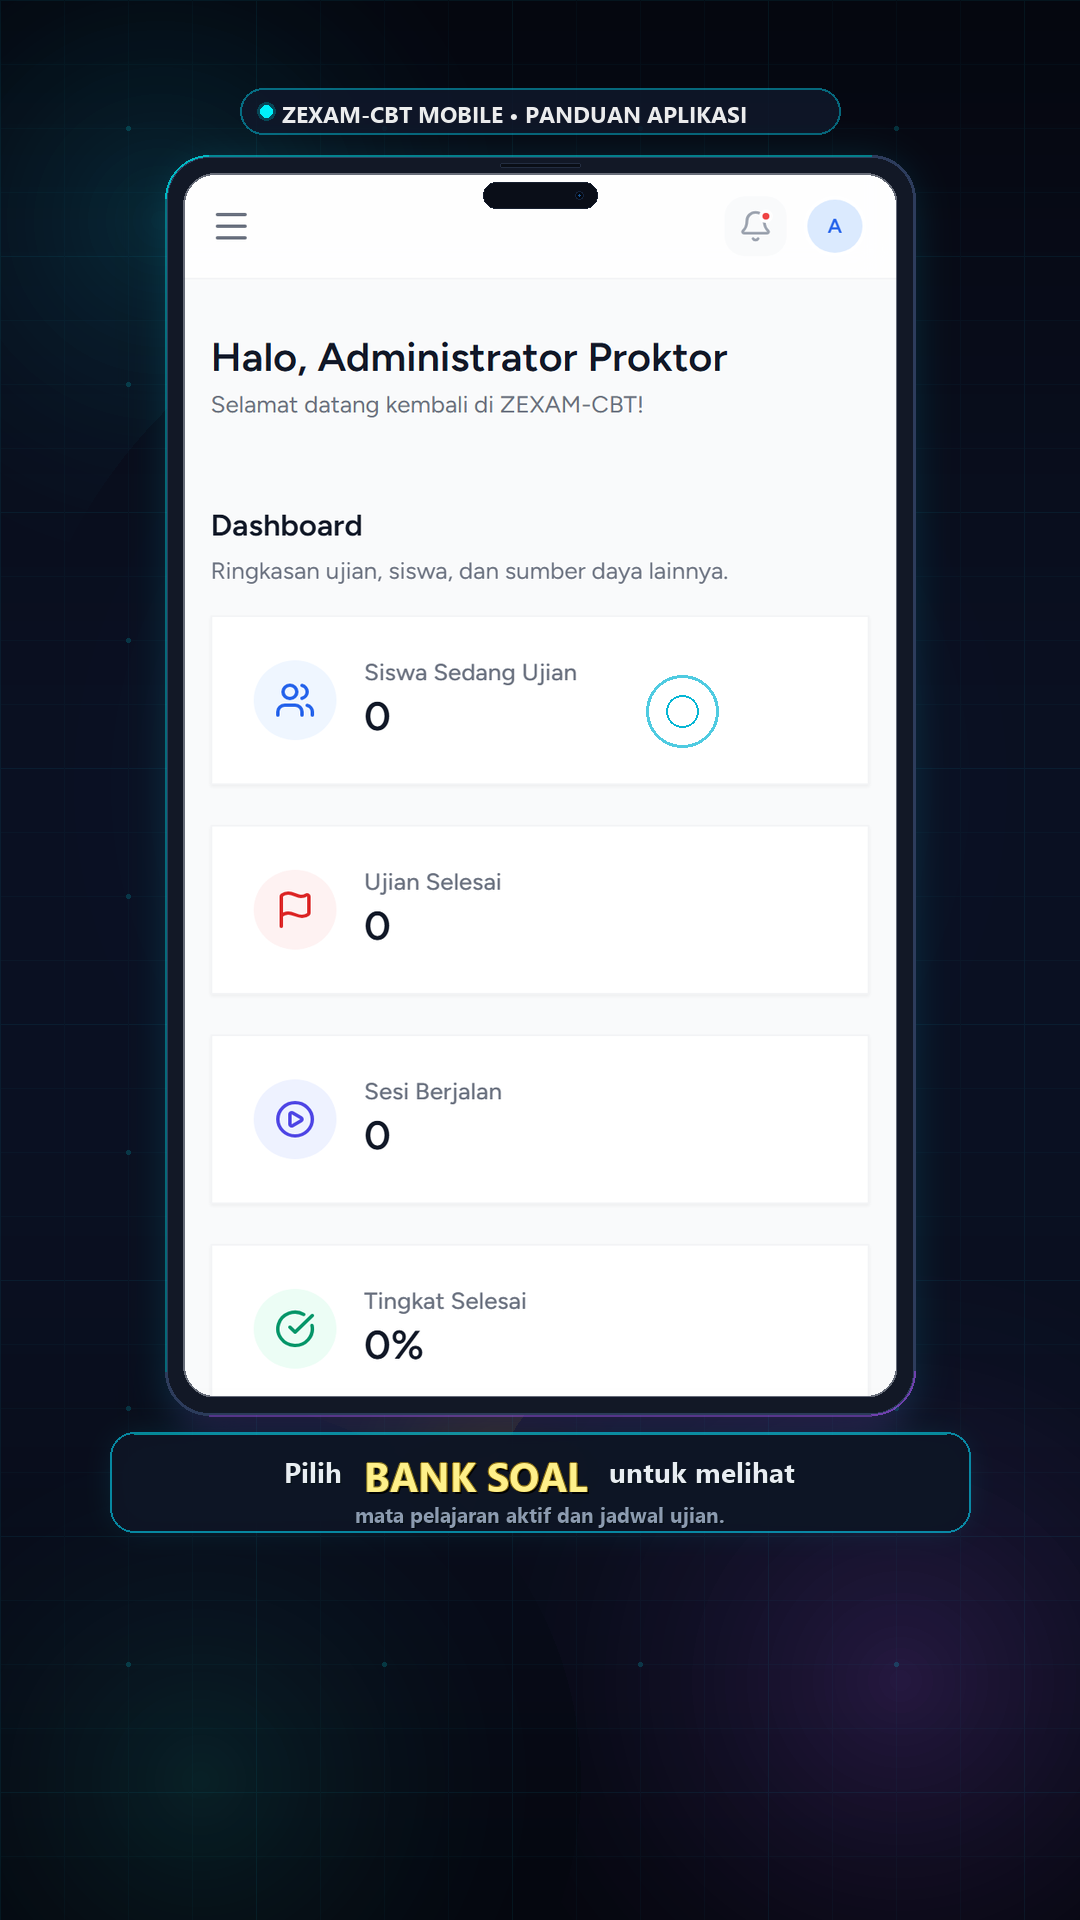 ZEXAM-CBT MOBILE • PANDUAN APLIKASI
A
Halo, Administrator Proktor
Selamat datang kembali di ZEXAM-CBT!
Dashboard
Ringkasan ujian, siswa, dan sumber daya lainnya.
Siswa Sedang Ujian
0
Ujian Selesai
0
Sesi Berjalan
0
Tingkat Selesai
0%
Pilih BANK SOAL untuk melihat
mata pelajaran aktif dan jadwal ujian.